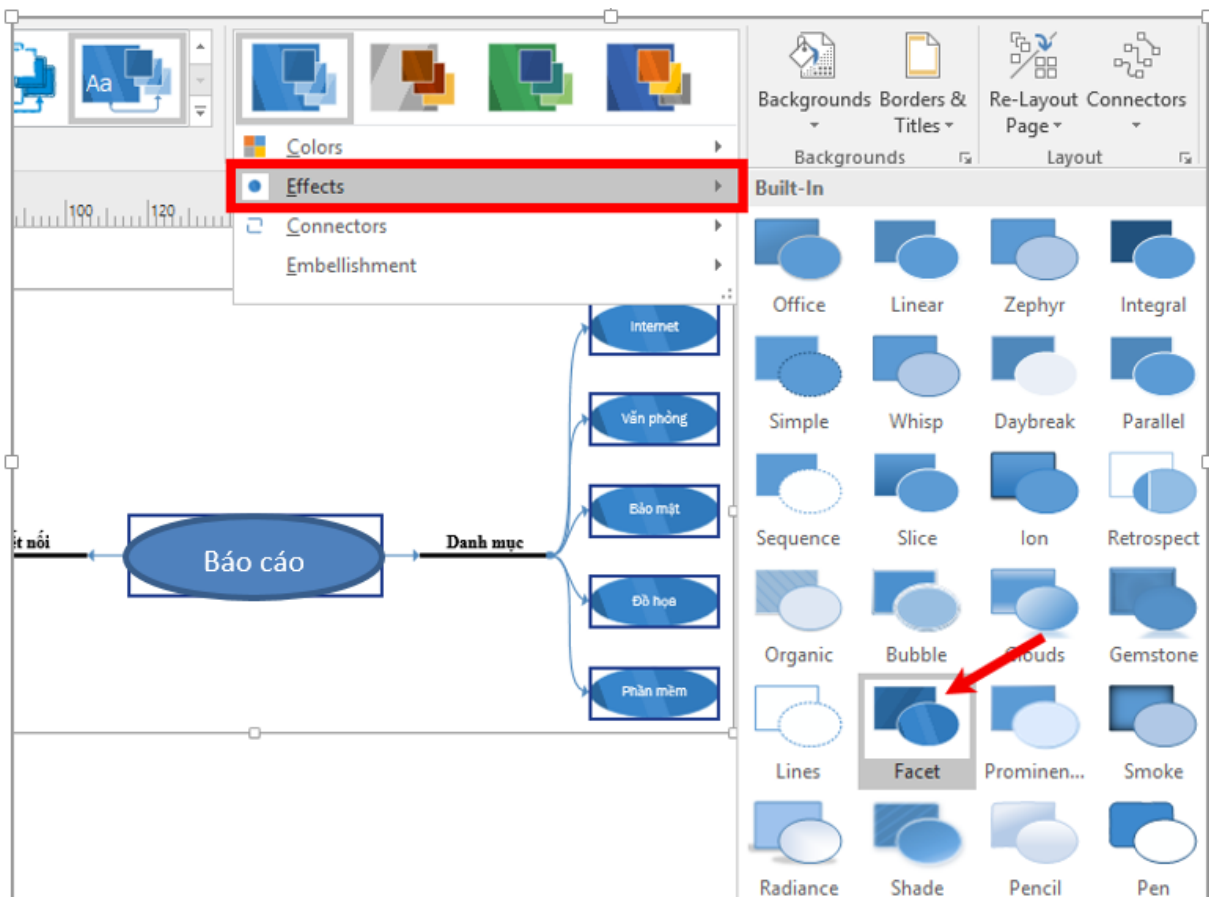 Aa
Backgrounds
Borders &
Titles
Re-Layout
Page
Connectors
Backgrounds
Layout
Colors
Effects
Connectors
Embellishment
100
120
Built-In
Office
Linear
Zephyr
Integral
Simple
Whisp
Daybreak
Parallel
Sequence
Slice
Ion
Retrospect
Organic
Bubble
Clouds
Gemstone
Lines
Facet
Prominen...
Smoke
Radiance
Shade
Pencil
Pen
ết nối
Báo cáo
Danh mục
Internet
Văn phòng
Bảo mật
Đồ họa
Phần mềm